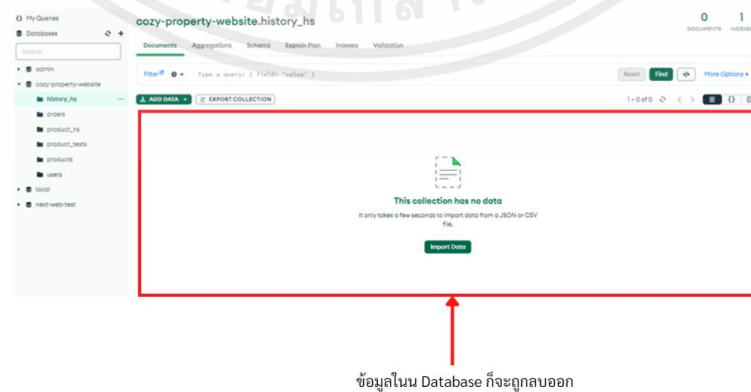 My Queries
Databases
Search
admin
cozy-property-website
history_hs
orders
product_hs
product_tests
products
users
local
next-web-test
cozy-property-website.history_hs
0
DOCUMENTS
1
INDEXES
Documents Aggregations Schema Explain Plan Indexes Validation
Filter Type a query: { field: 'value' } Reset Find More Options
ADD DATA EXPORT COLLECTION 1 – 0 of 0
This collection has no data
It only takes a few seconds to import data from a JSON or CSV
file.
Import Data
ข้อมูลในน Database ก็จะถูกลบออก